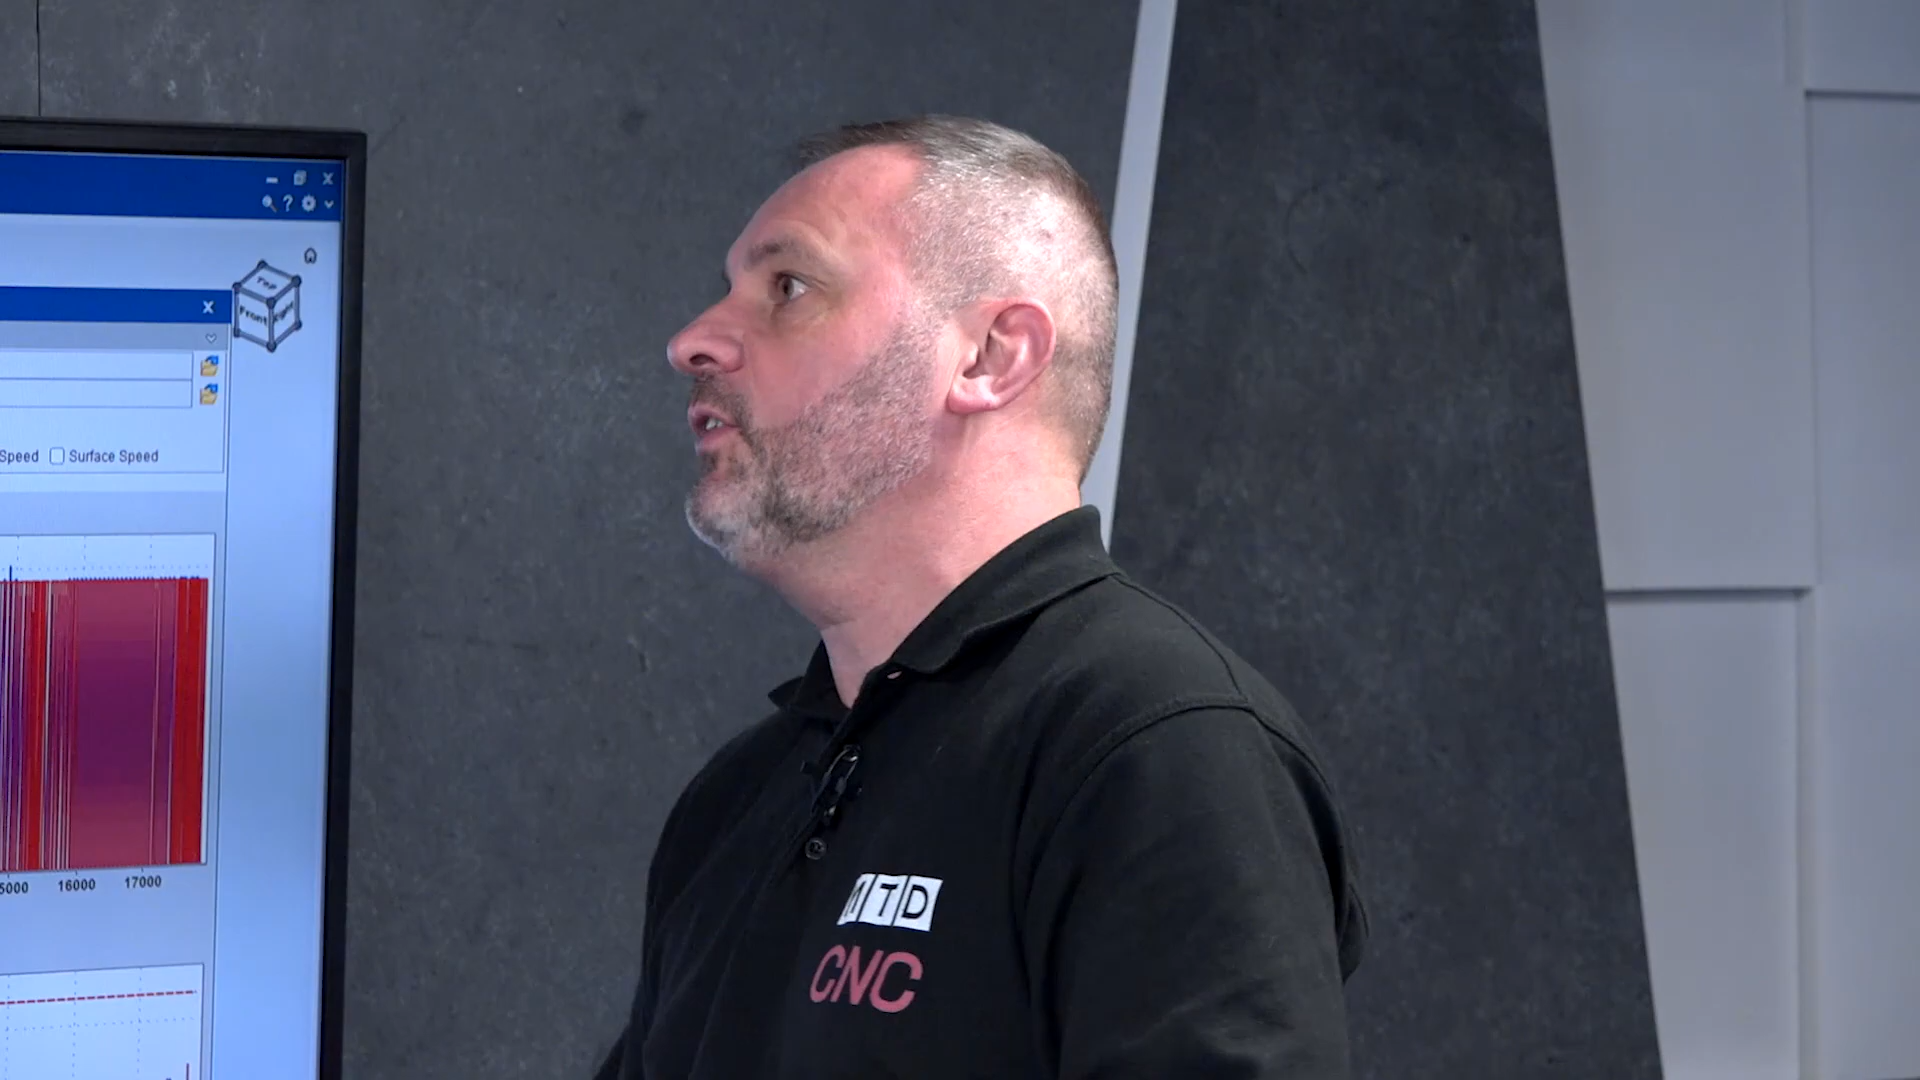 ?
Top
Front Right
Speed Surface Speed
5000 16000 17000
MTD
CNC